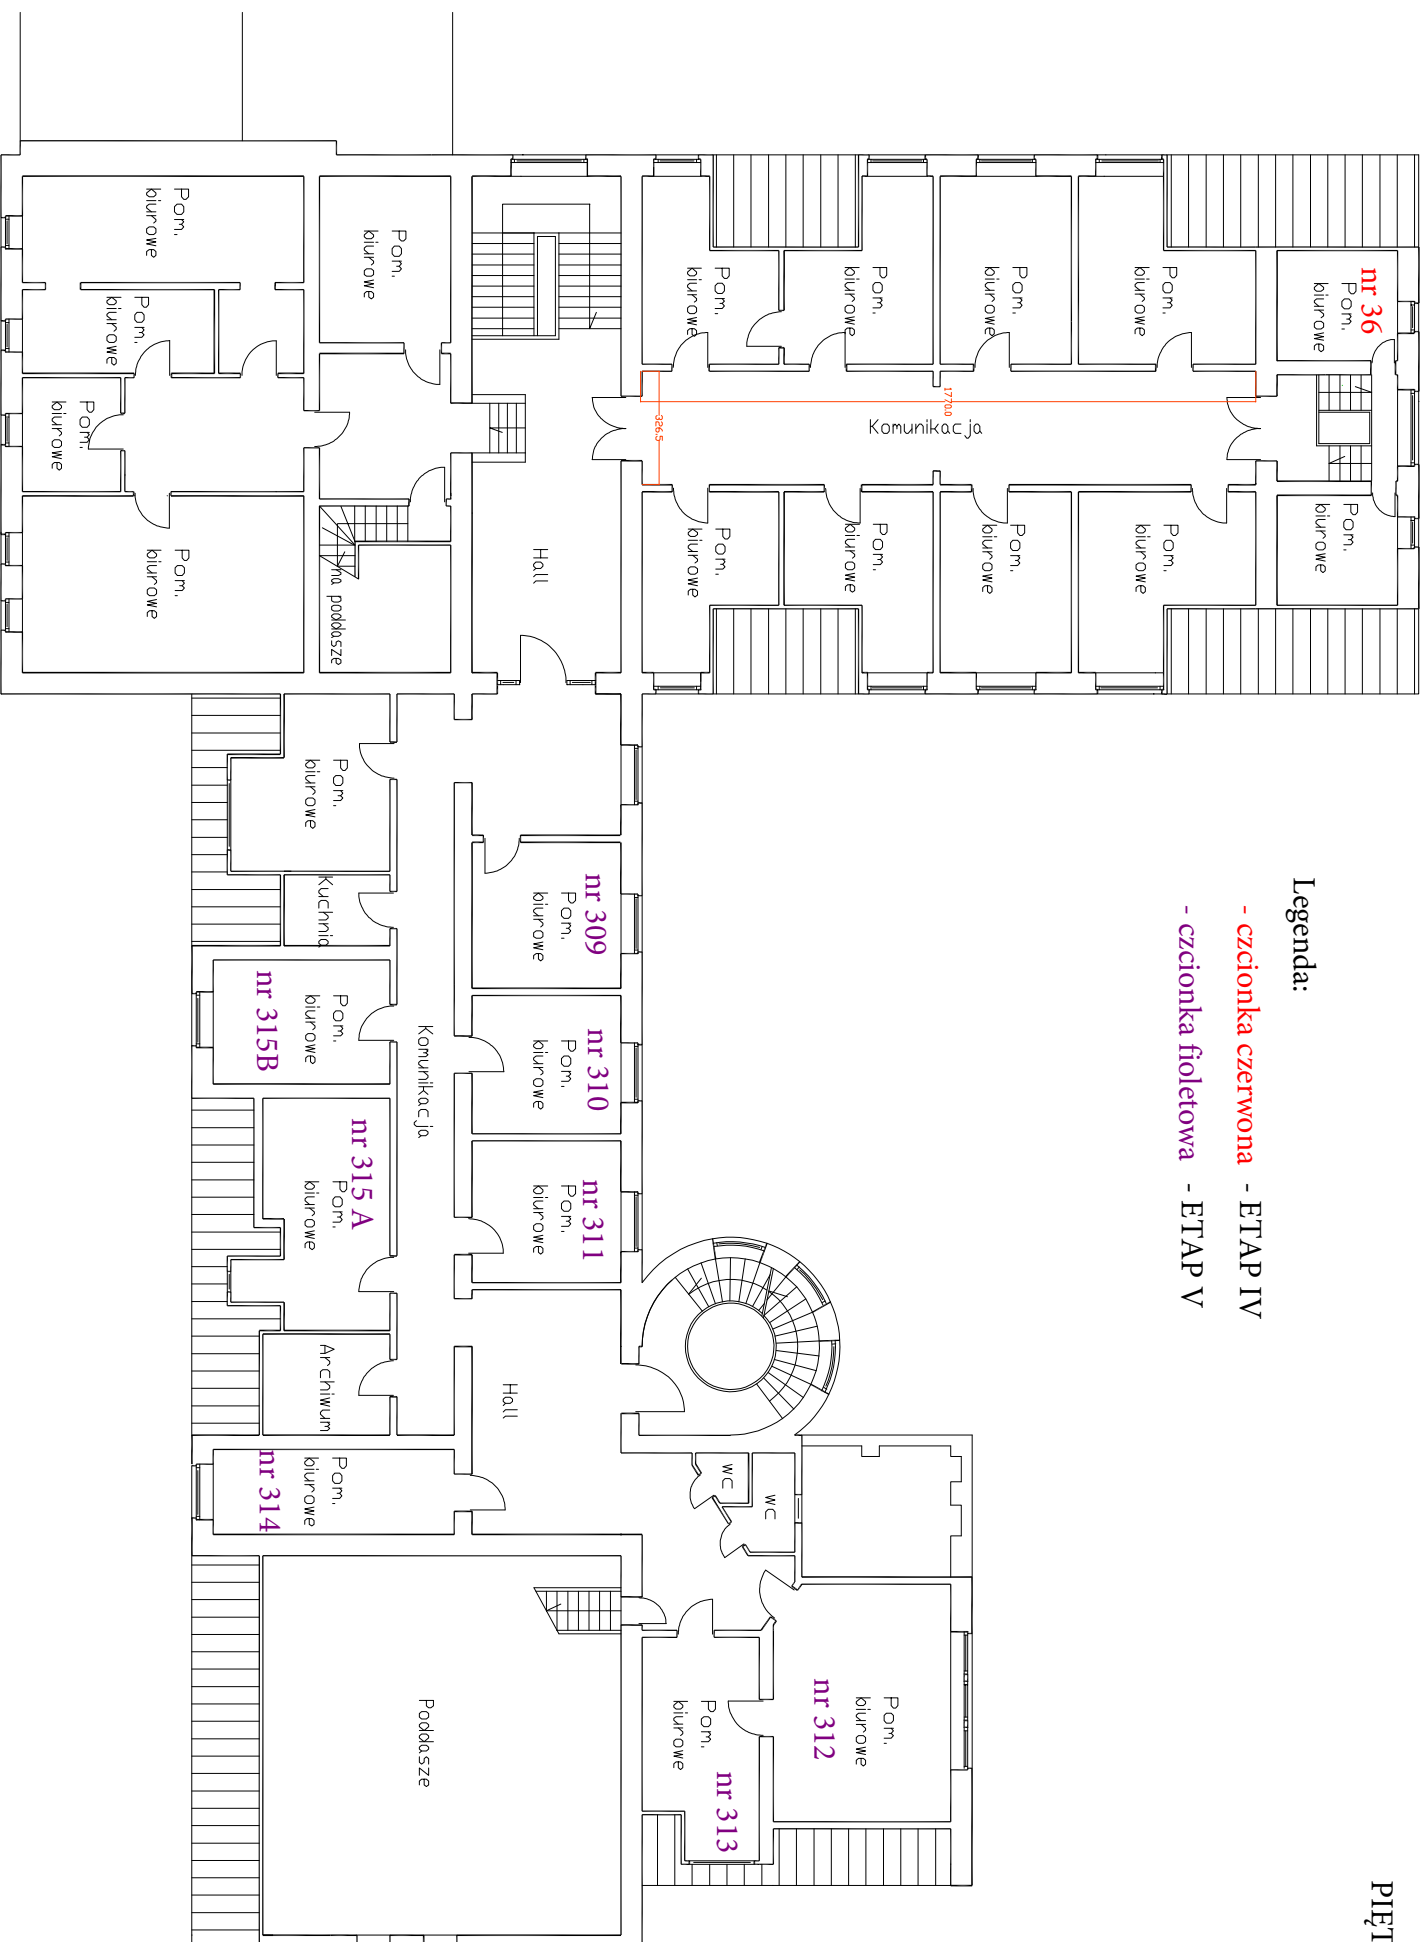 PIĘT
Legenda:
- czcionka czerwona - ETAP IV
- czcionka fioletowa - ETAP V
nr 36
Pom.
biurowe
Pom.
biurowe
Pom.
biurowe
Pom.
biurowe
Pom.
biurowe
Pom.
biurowe
1770.0
326.5
Komunikacja
Pom.
biurowe
Pom.
biurowe
Pom.
biurowe
Pom.
biurowe
Hall
Pom.
biurowe
Pom.
biurowe
Pom.
biurowe
Pom.
biurowe
Pom.
biurowe
na poddasze
Pom.
biurowe
Kuchnia
nr 309
Pom.
biurowe
nr 310
Pom.
biurowe
nr 311
Pom.
biurowe
Komunikacja
Pom.
biurowe
nr 315B
nr 315 A
Pom.
biurowe
Archiwum
Hall
Pom.
biurowe
nr 314
wc
wc
Pom.
biurowe
nr 312
nr 313
Pom.
biurowe
Poddasze